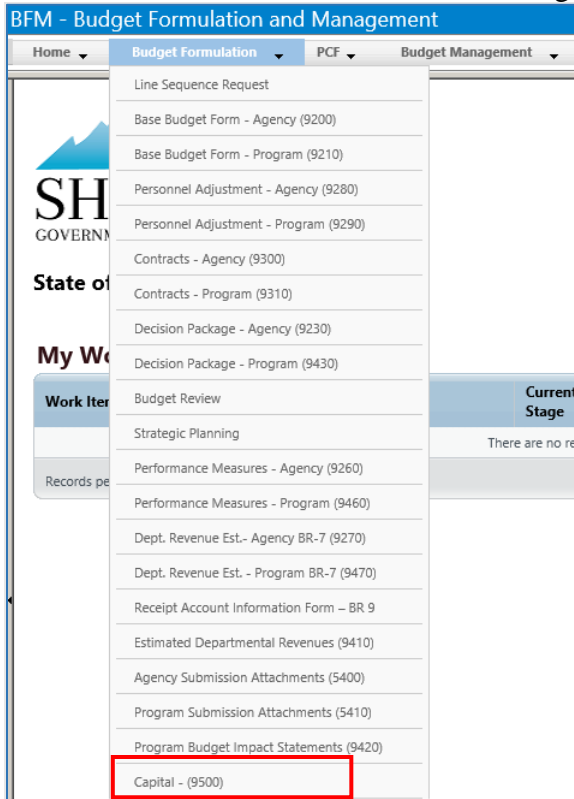 BFM - Budget Formulation and Management
Home Budget Formulation PCF Budget Management
Line Sequence Request
Base Budget Form - Agency (9200)
Base Budget Form - Program (9210)
Personnel Adjustment - Agency (9280)
SH
Personnel Adjustment - Program (9290)
GOVERNM
Contracts - Agency (9300)
State of
Contracts - Program (9310)
Decision Package - Agency (9230)
My Wo
Decision Package - Program (9430)
Work Iter Budget Review Current
Stage
Strategic Planning
There are no re
Performance Measures - Agency (9260)
Records pe
Performance Measures - Program (9460)
Dept. Revenue Est.- Agency BR-7 (9270)
Dept. Revenue Est. - Program BR-7 (9470)
Receipt Account Information Form – BR 9
Estimated Departmental Revenues (9410)
Agency Submission Attachments (5400)
Program Submission Attachments (5410)
Program Budget Impact Statements (9420)
Capital - (9500)